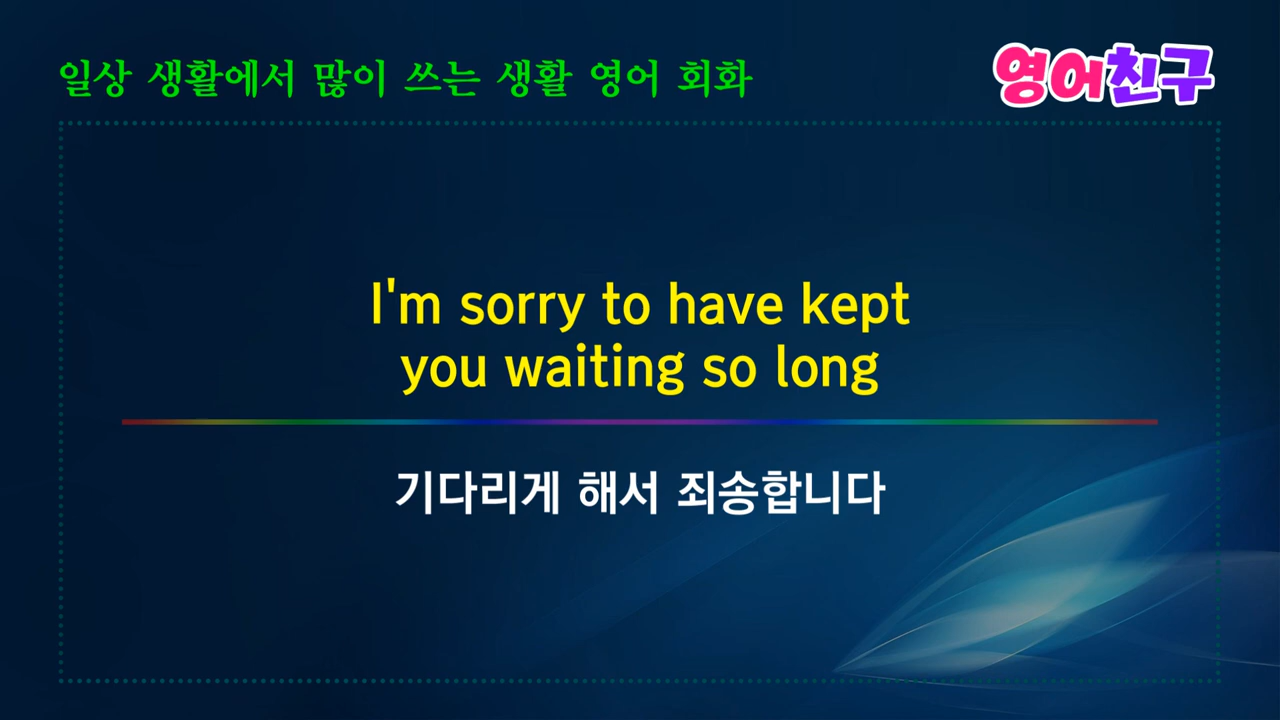 일상 생활에서 많이 쓰는 생활 영어 회화
영어친구
I'm sorry to have kept
you waiting so long
기다리게 해서 죄송합니다